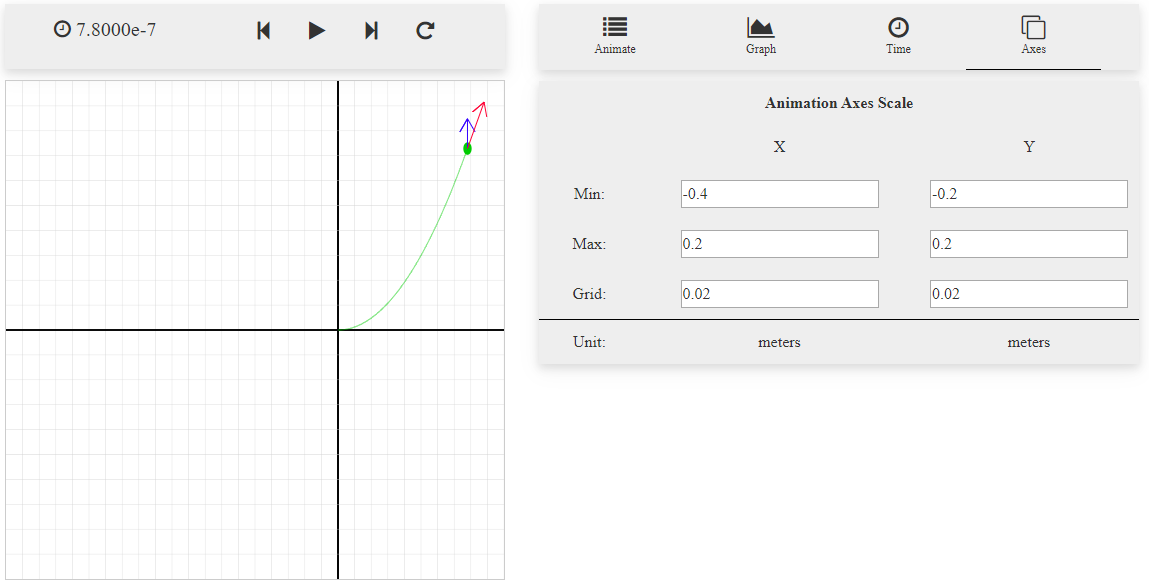 7.8000e-7
Animate Graph Time Axes
Animation Axes Scale
X Y
Min: -0.4 -0.2
Max: 0.2 0.2
Grid: 0.02 0.02
Unit: meters meters